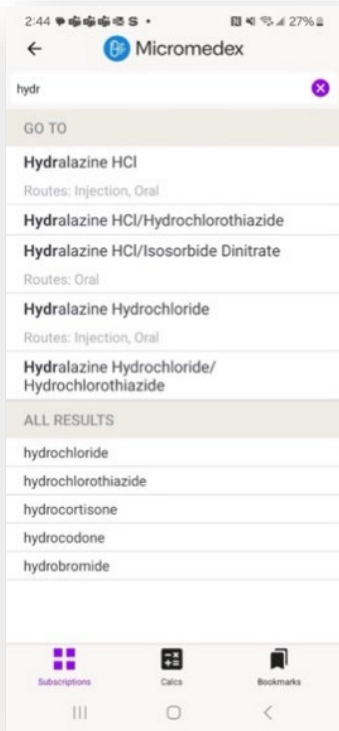 2:44 S •
27%
Micromedex
hydr
GO TO
Hydralazine HCl
Routes: Injection, Oral
Hydralazine HCl/Hydrochlorothiazide
Hydralazine HCl/Isosorbide Dinitrate
Routes: Oral
Hydralazine Hydrochloride
Routes: Injection, Oral
Hydralazine Hydrochloride/
Hydrochlorothiazide
ALL RESULTS
hydrochloride
hydrochlorothiazide
hydrocortisone
hydrocodone
hydrobromide
Subscriptions
Calcs
Bookmarks